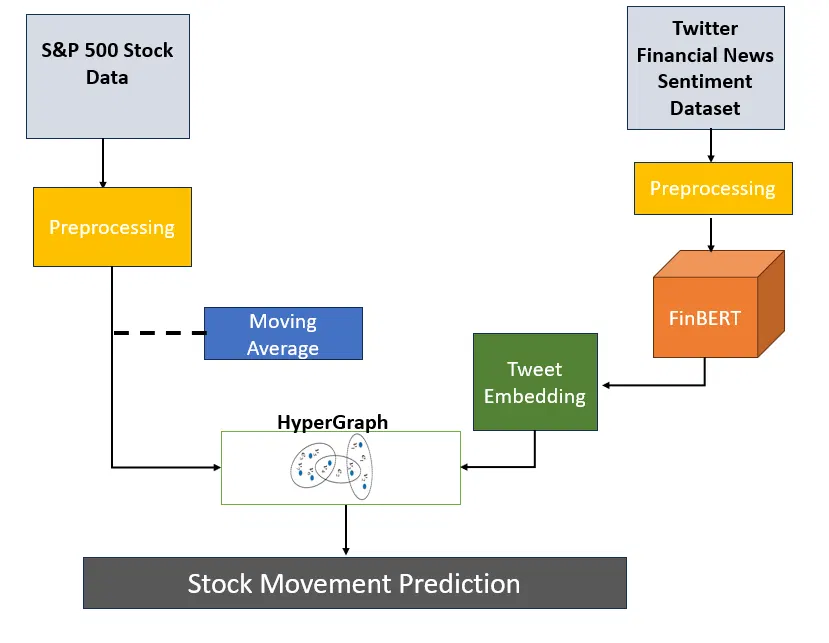 S&P 500 Stock
Data
Twitter
Financial News
Sentiment
Dataset
Preprocessing
Preprocessing
FinBERT
Moving
Average
Tweet
Embedding
HyperGraph
Stock Movement Prediction